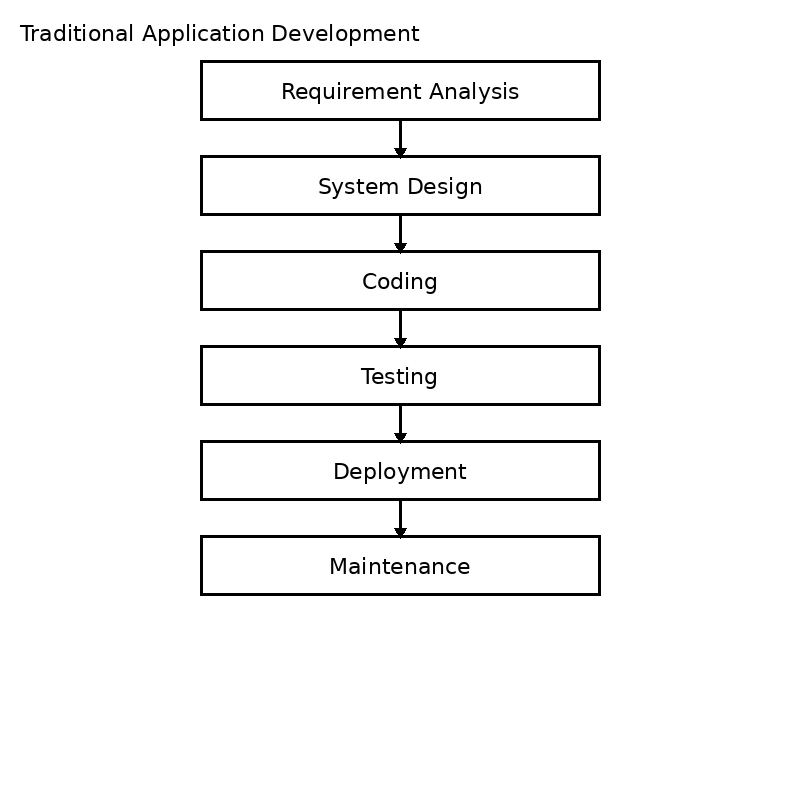 Traditional Application Development
Requirement Analysis
System Design
Coding
Testing
Deployment
Maintenance